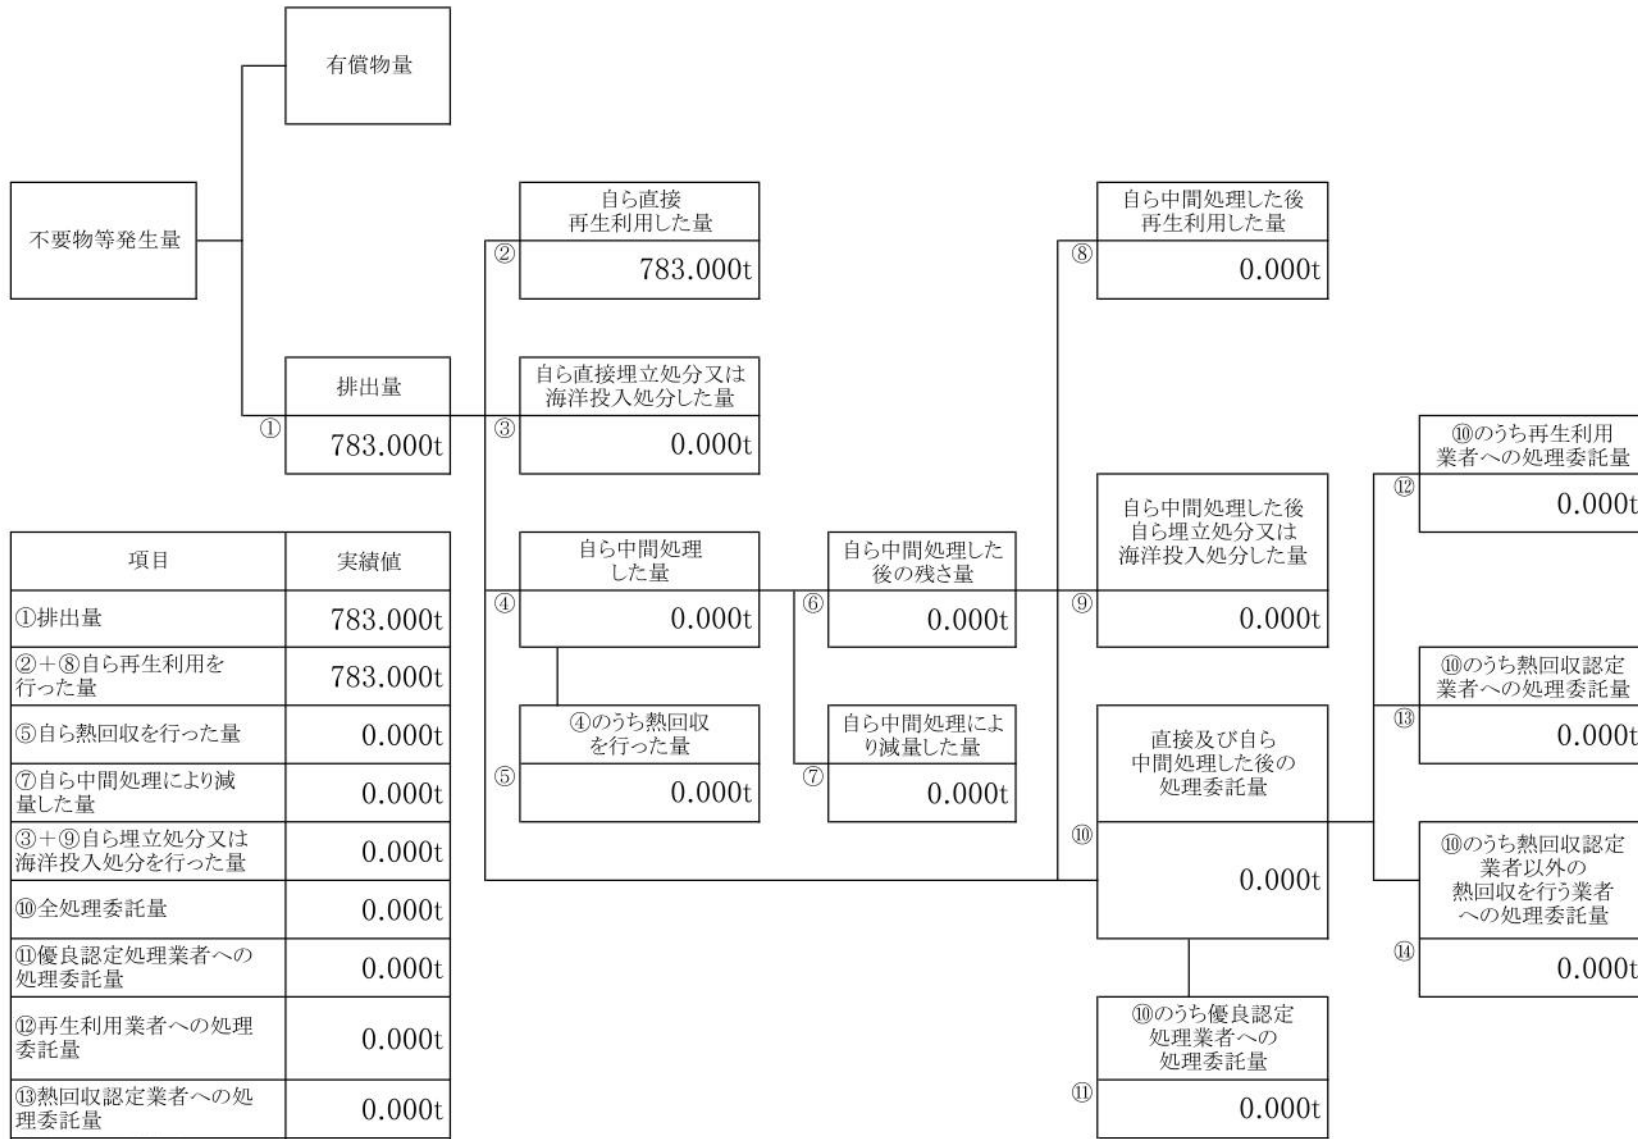 有償物量
不要物等発生量
自ら直接
再生利用した量
②
783.000t
自ら中間処理した後
再生利用した量
⑧
0.000t
排出量
①
783.000t
自ら直接埋立処分又は
海洋投入処分した量
③
0.000t
⑩のうち再生利用
業者への処理委託量
⑫
0.000t
自ら中間処理
した量
④
0.000t
自ら中間処理した
後の残さ量
⑥
0.000t
自ら中間処理した後
自ら埋立処分又は
海洋投入処分した量
⑨
0.000t
⑩のうち熱回収認定
業者への処理委託量
⑬
0.000t
④のうち熱回収
を行った量
⑤
0.000t
自ら中間処理によ
り減量した量
⑦
0.000t
直接及び自ら
中間処理した後の
処理委託量
⑩
0.000t
⑩のうち熱回収認定
業者以外の
熱回収を行う業者
への処理委託量
⑭
0.000t
⑩のうち優良認定
処理業者への
処理委託量
⑪
0.000t
項目 実績値
①排出量 783.000t
②+⑧自ら再生利用を
行った量 783.000t
⑤自ら熱回収を行った量 0.000t
⑦自ら中間処理により減
量した量 0.000t
③+⑨自ら埋立処分又は
海洋投入処分を行った量 0.000t
⑩全処理委託量 0.000t
⑪優良認定処理業者への
処理委託量 0.000t
⑫再生利用業者への処理
委託量 0.000t
⑬熱回収認定業者への処
理委託量 0.000t